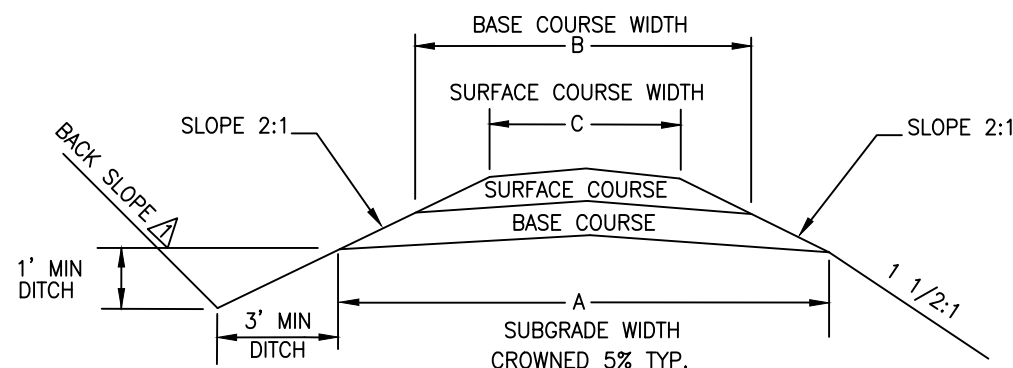 BASE COURSE WIDTH
B
SURFACE COURSE WIDTH
C
SLOPE 2:1
SLOPE 2:1
BACK SLOPE 1
SURFACE COURSE
BASE COURSE
1' MIN
DITCH
3' MIN
DITCH
A
SUBGRADE WIDTH
CROWNED 5% TYP.
1 1/2:1